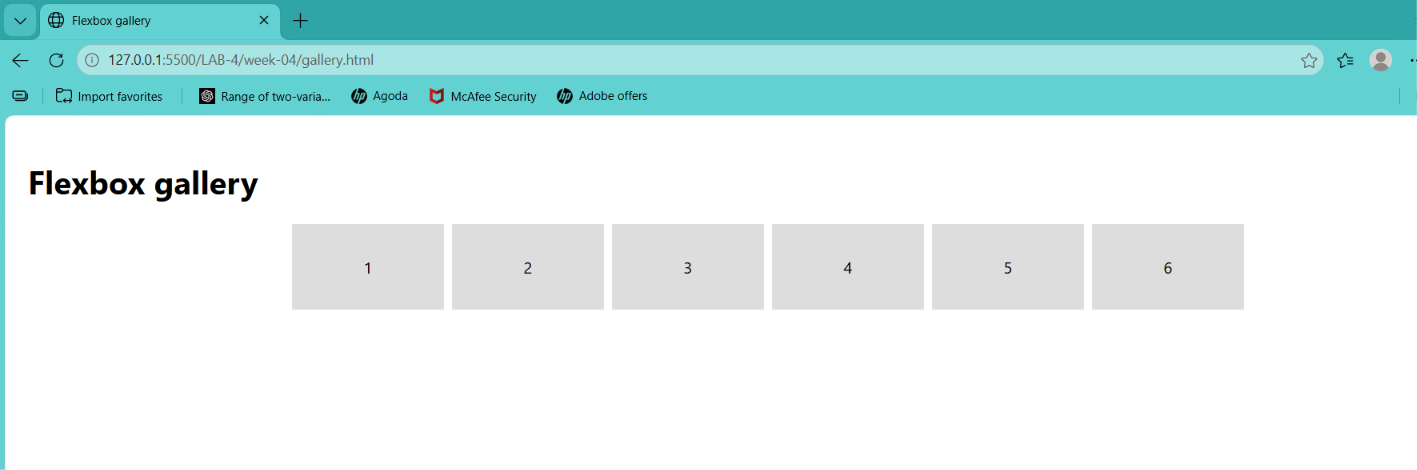 Flexbox gallery
127.0.0.1:5500/LAB-4/week-04/gallery.html
Import favorites Range of two-varia... Agoda McAfee Security Adobe offers
Flexbox gallery
1 2 3 4 5 6